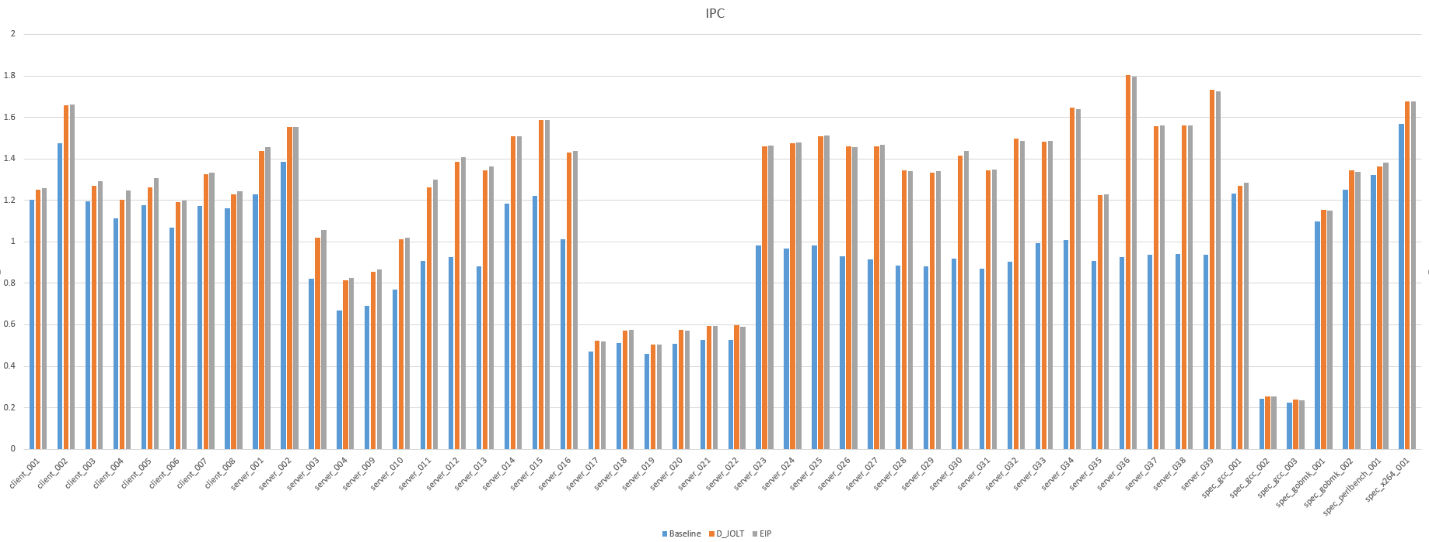 IPC
2
1.8
1.6
1.4
1.2
1
0.8
0.6
0.4
0.2
0
client_001
client_002
client_003
client_004
client_005
client_006
client_007
client_008
server_001
server_002
server_003
server_004
server_009
server_010
server_011
server_012
server_013
server_014
server_015
server_016
server_017
server_018
server_019
server_020
server_021
server_022
server_023
server_024
server_025
server_026
server_027
server_028
server_029
server_030
server_031
server_032
server_033
server_034
server_035
server_036
server_037
server_038
server_039
spec_gcc_001
spec_gcc_002
spec_gcc_003
spec_gobmk_001
spec_gobmk_002
spec_perlbench_001
spec_x264_001
Baseline D_JOLT EIP